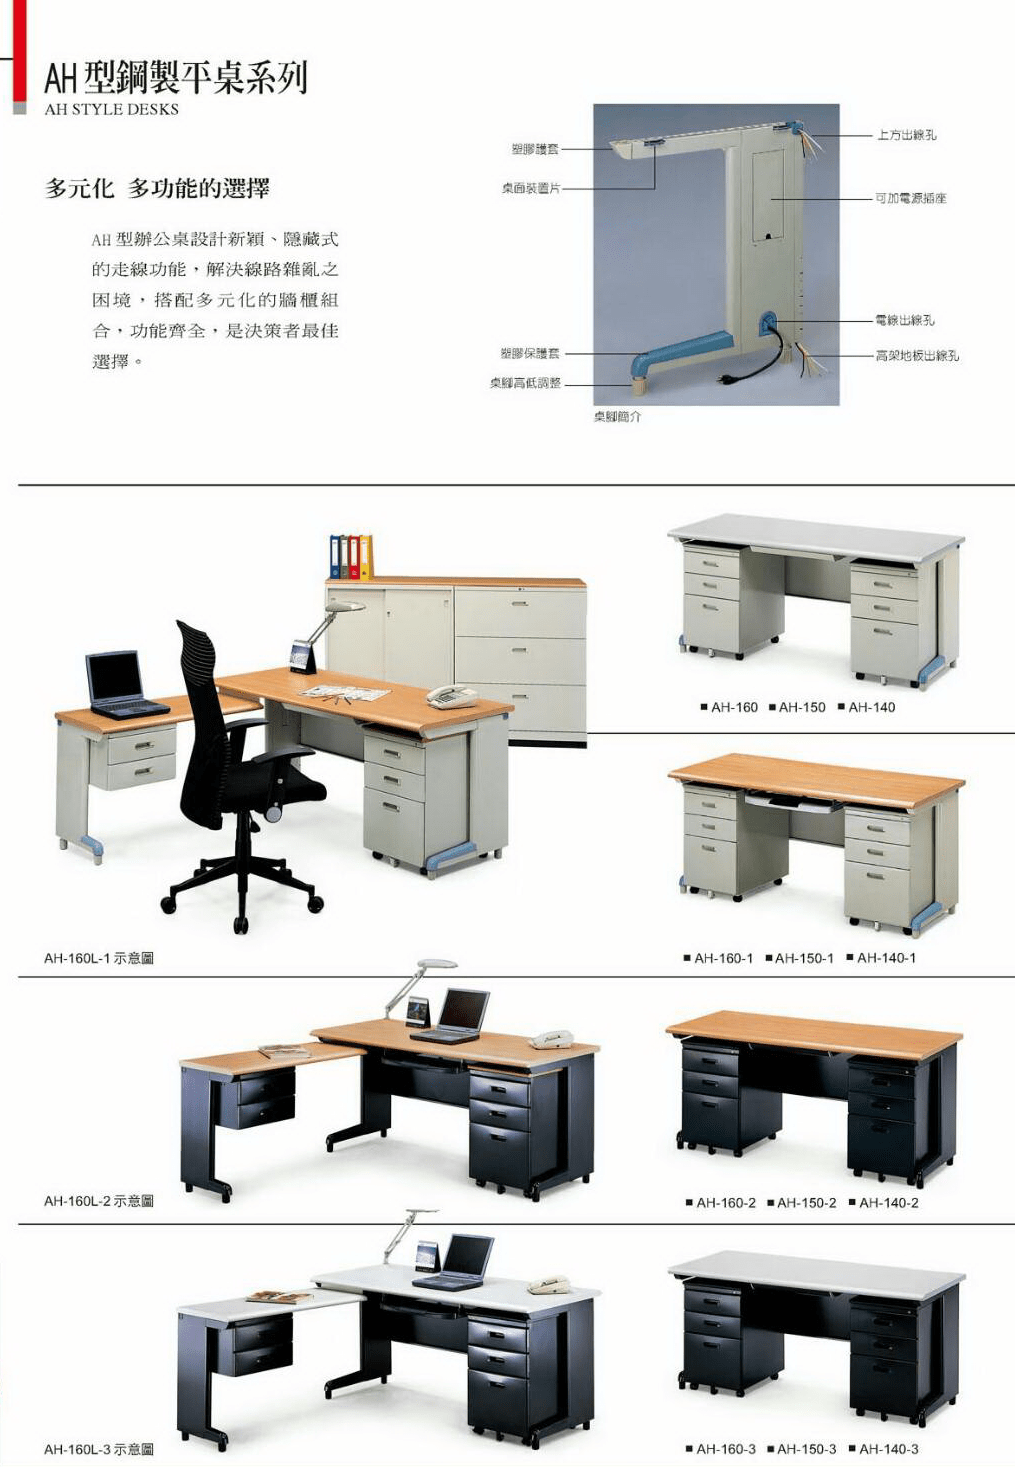 AH 型鋼製平桌系列
AH STYLE DESKS
多元化 多功能的選擇
AH 型辦公桌設計新穎、隱藏式
的走線功能，解決線路雜亂之
困境，搭配多元化的牆櫃組
合，功能齊全，是決策者最佳
選擇。
塑膠護套
桌面裝置片
塑膠保護套
桌腳高低調整
上方出線孔
可加電源插座
電線出線孔
高架地板出線孔
桌腳簡介
■ AH-160 ■ AH-150 ■ AH-140
AH-160L-1 示意圖
■ AH-160-1 ■ AH-150-1 ■ AH-140-1
AH-160L-2 示意圖
■ AH-160-2 ■ AH-150-2 ■ AH-140-2
AH-160L-3 示意圖
■ AH-160-3 ■ AH-150-3 ■ AH-140-3